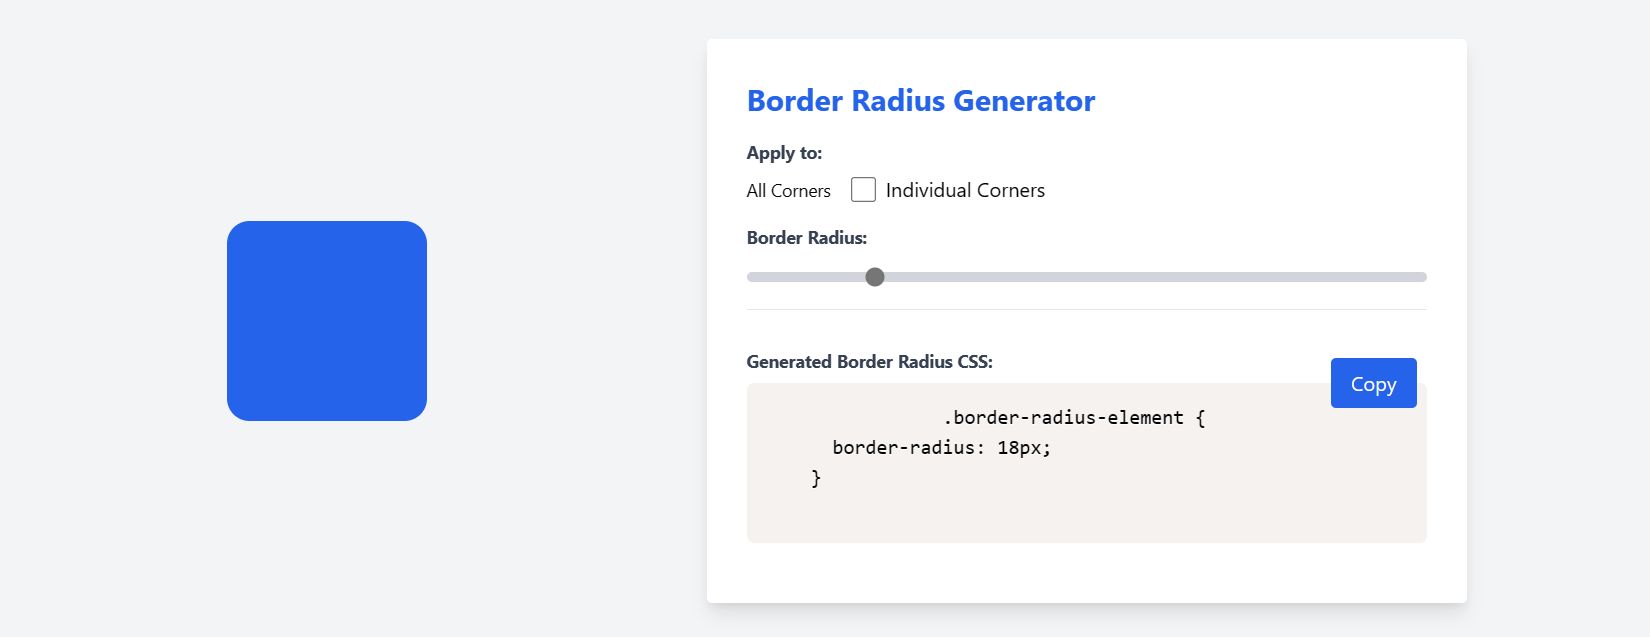 Border Radius Generator
Apply to:
All Corners Individual Corners
Border Radius:
Generated Border Radius CSS:
Copy
.border-radius-element {
border-radius: 18px;
}